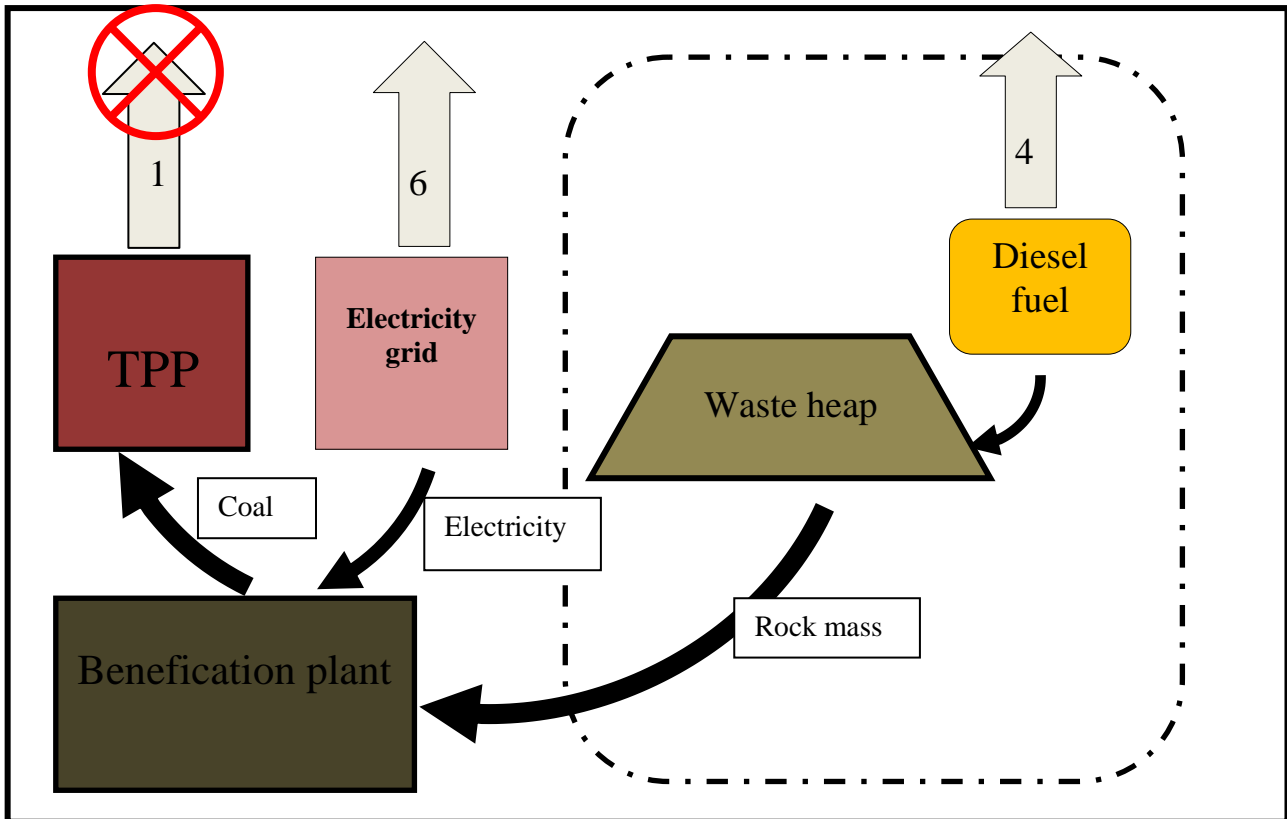 1
6
4
TPP
Electricity
grid
Diesel
fuel
Waste heap
Coal
Electricity
Rock mass
Benefication plant